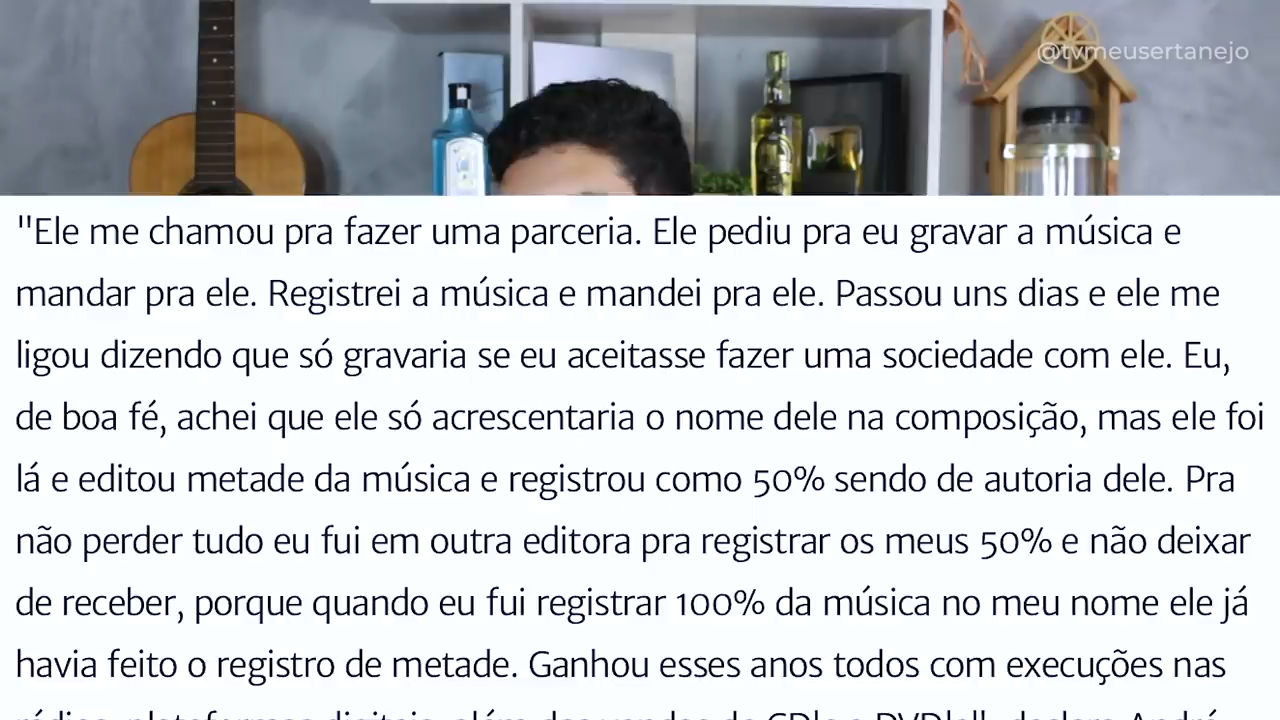 @tvmeusertanejo
"Ele me chamou pra fazer uma parceria. Ele pediu pra eu gravar a música e
mandar pra ele. Registrei a música e mandei pra ele. Passou uns dias e ele me
ligou dizendo que só gravaria se eu aceitasse fazer uma sociedade com ele. Eu,
de boa fé, achei que ele só acrescentaria o nome dele na composição, mas ele foi
lá e editou metade da música e registrou como 50% sendo de autoria dele. Pra
não perder tudo eu fui em outra editora pra registrar os meus 50% e não deixar
de receber, porque quando eu fui registrar 100% da música no meu nome ele já
havia feito o registro de metade. Ganhou esses anos todos com execuções nas